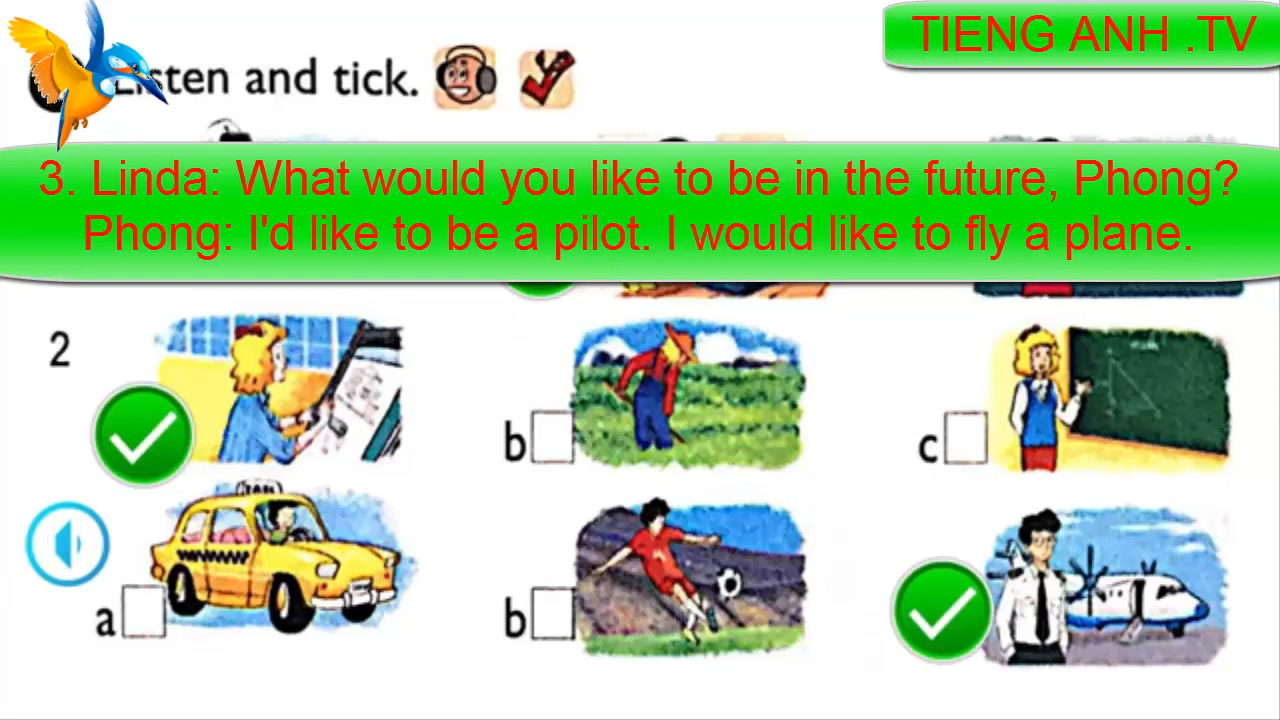 TIENG ANH .TV
Listen and tick.
3. Linda: What would you like to be in the future, Phong?
Phong: I'd like to be a pilot. I would like to fly a plane.
2
b
c
TAXI
a
b